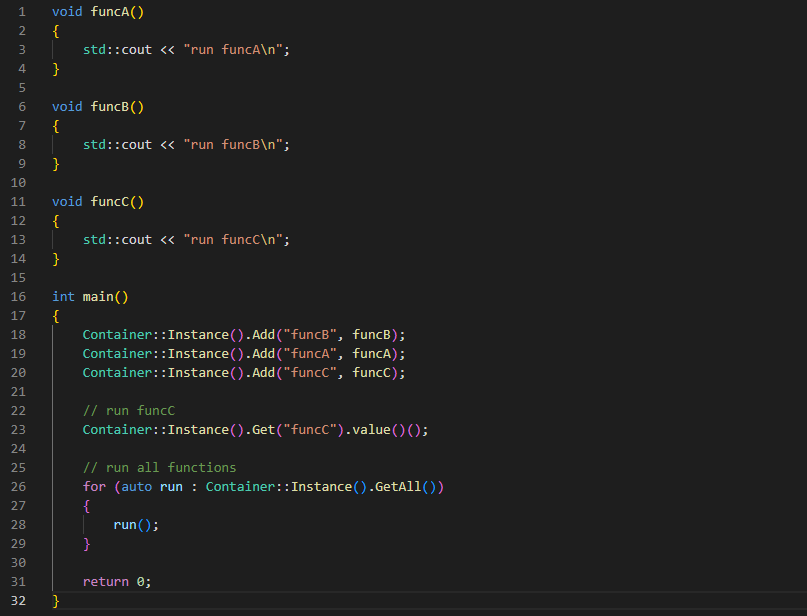 1 void funcA()
2 {
3     std::cout << "run funcA\n";
4 }
5
6 void funcB()
7 {
8     std::cout << "run funcB\n";
9 }
10
11 void funcC()
12 {
13     std::cout << "run funcC\n";
14 }
15
16 int main()
17 {
18     Container::Instance().Add("funcB", funcB);
19     Container::Instance().Add("funcA", funcA);
20     Container::Instance().Add("funcC", funcC);
21
22     // run funcC
23     Container::Instance().Get("funcC").value()();
24
25     // run all functions
26     for (auto run : Container::Instance().GetAll())
27     {
28         run();
29     }
30
31     return 0;
32 }